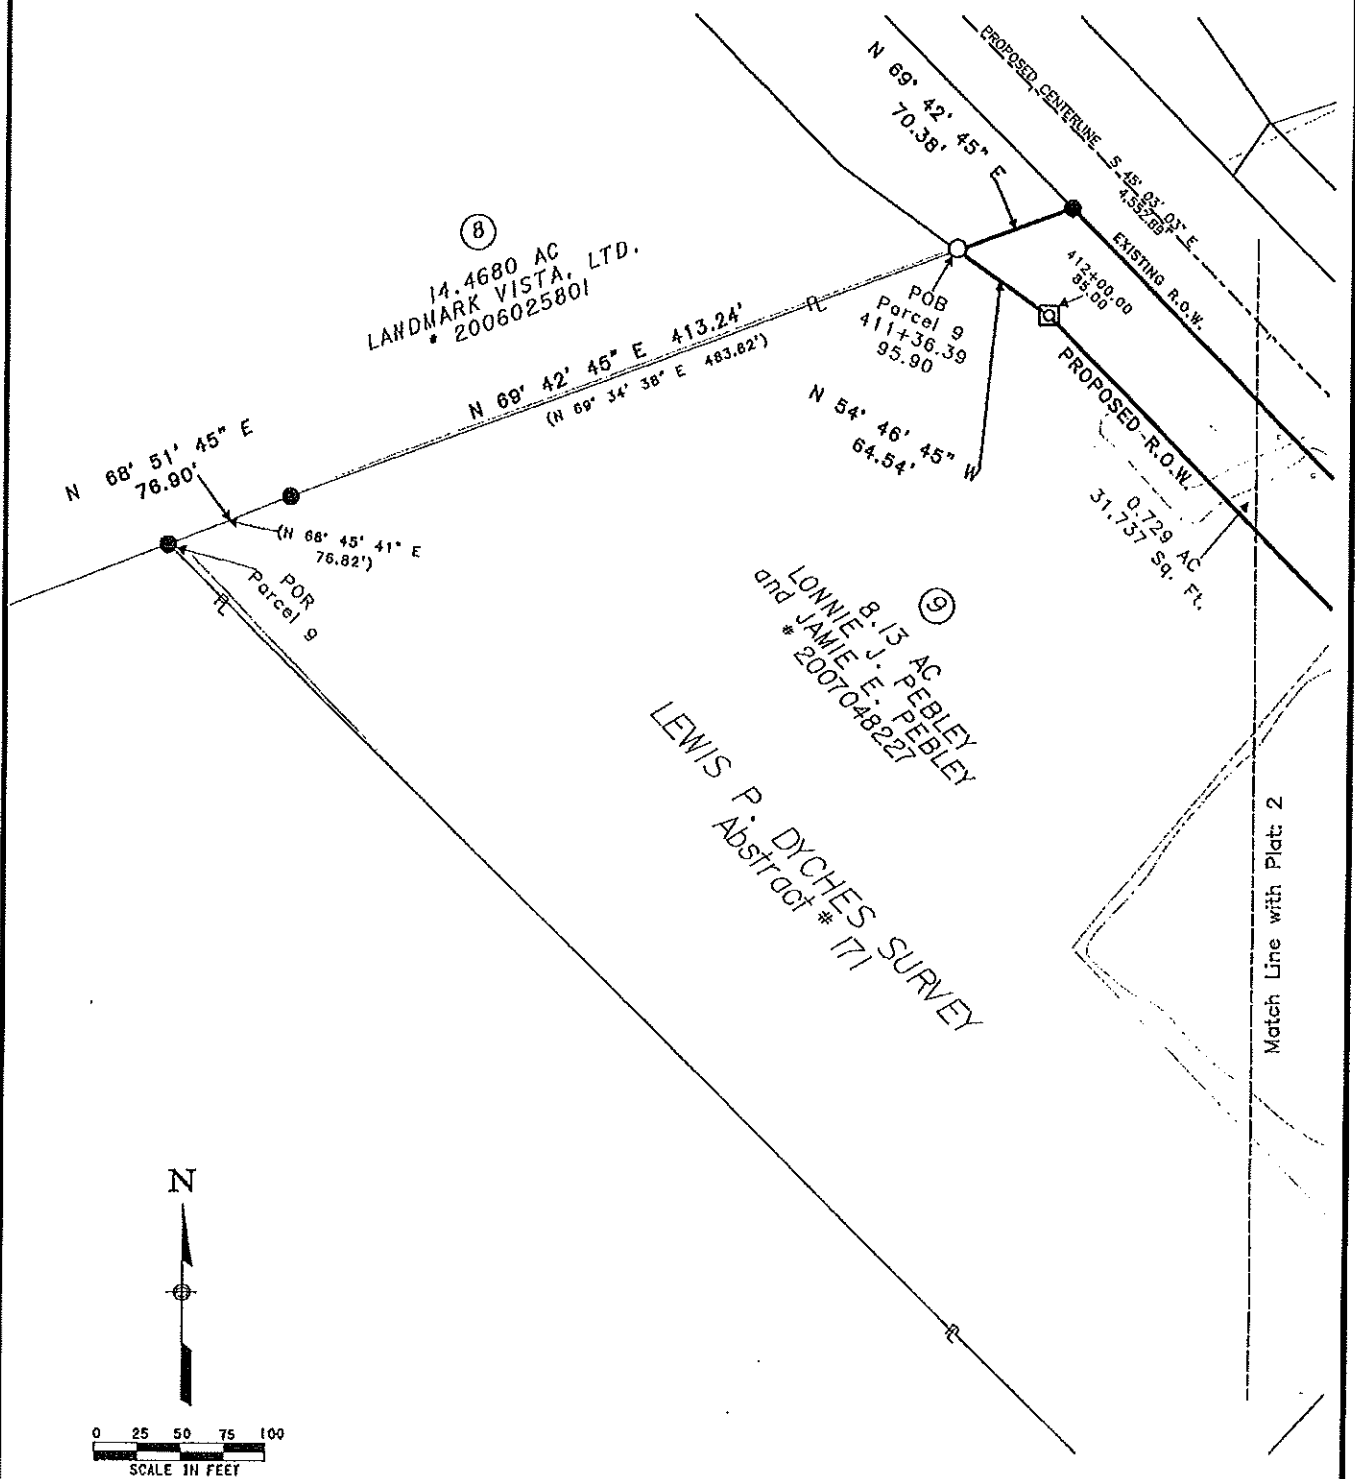 PROPOSED CENTERLINE S 45° 03' 03" E
4,552.89'
N 69° 42' 45" E
70.38'
EXISTING R.O.W.
8
14.4680 AC
LANDMARK VISTA, LTD.
* 2006025801
412+00.00
85.00
POB
Parcel 9
411+36.39
95.90
N 69° 42' 45" E 413.24'
(N 69° 34' 38" E 483.62')
PROPOSED R.O.W.
N 54° 46' 45" W
64.54'
N 68° 51' 45" E
76.90'
(N 68° 45' 41" E
76.82')
POR
Parcel 9
0.729 AC
31,737 Sq. Ft.
9
8.13 AC
LONNIE J. PEBLEY
and JAMIE E. PEBLEY
# 2007048227
LEWIS P. DYCHES SURVEY
Abstract # 171
Match Line with Plat: 2
N
0 25 50 75 100
SCALE IN FEET